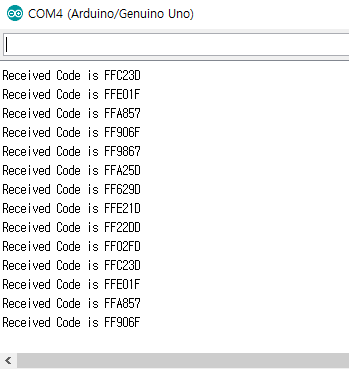 COM4 (Arduino/Genuino Uno)
Received Code is FFC23D
Received Code is FFE01F
Received Code is FFA857
Received Code is FF906F
Received Code is FF9867
Received Code is FFA25D
Received Code is FF629D
Received Code is FFE21D
Received Code is FF22DD
Received Code is FF02FD
Received Code is FFC23D
Received Code is FFE01F
Received Code is FFA857
Received Code is FF906F